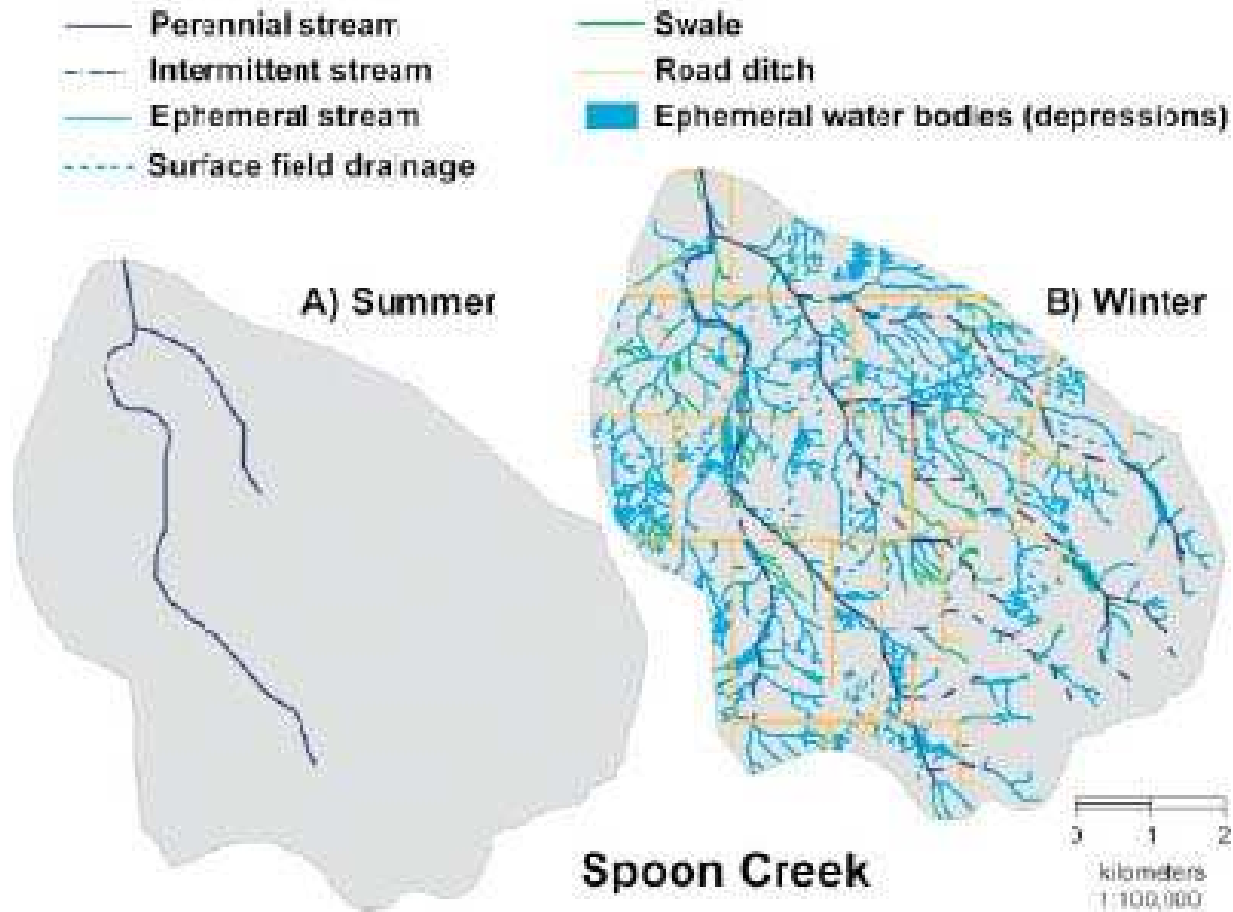 Perennial stream
Intermittent stream
Ephemeral stream
Surface field drainage
Swale
Road ditch
Ephemeral water bodies (depressions)
A) Summer
B) Winter
Spoon Creek
0 1 2
kilometers
1:100,000